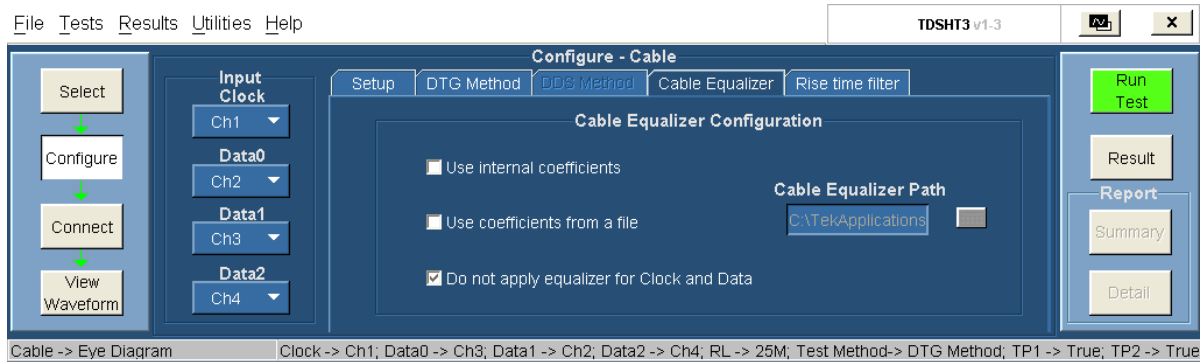 File Tests Results Utilities Help
TDSHT3 v1-3
x
Configure - Cable
Select
Configure
Connect
View
Waveform
Input
Clock
Ch1
Data0
Ch2
Data1
Ch3
Data2
Ch4
Setup
DTG Method
DDS Method
Cable Equalizer
Rise time filter
Cable Equalizer Configuration
Use internal coefficients
Use coefficients from a file
Do not apply equalizer for Clock and Data
Cable Equalizer Path
C:\TekApplications
Run
Test
Result
Report
Summary
Detail
Cable -> Eye Diagram
Clock -> Ch1; Data0 -> Ch3; Data1 -> Ch2; Data2 -> Ch4; RL -> 25M; Test Method-> DTG Method; TP1 -> True; TP2 -> True